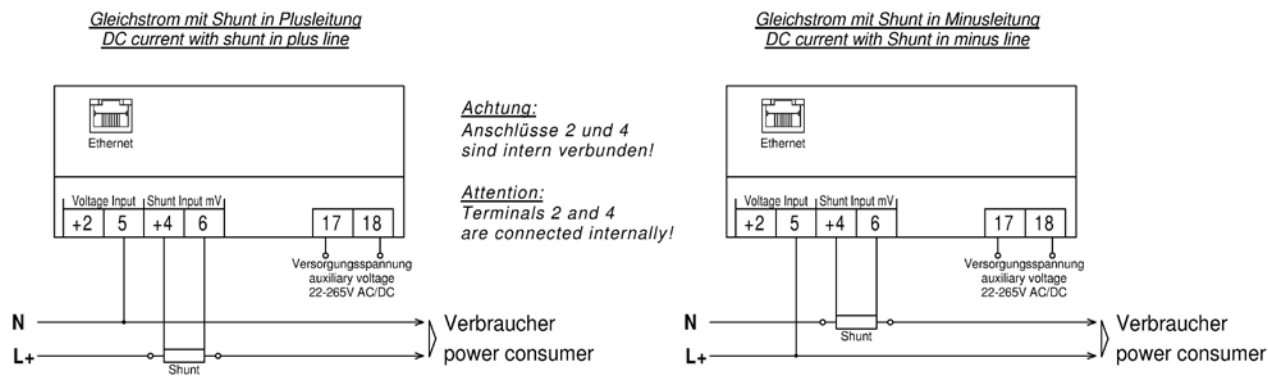 Gleichstrom mit Shunt in Plusleitung
DC current with shunt in plus line
Ethernet
Voltage Input Shunt Input mV
+2 5 +4 6 17 18
Versorgungsspannung
auxiliary voltage
22-265V AC/DC
N
L+
Shunt
Verbraucher
power consumer
Achtung:
Anschlüsse 2 und 4
sind intern verbunden!
Attention:
Terminals 2 and 4
are connected internally!
Gleichstrom mit Shunt in Minusleitung
DC current with Shunt in minus line
Ethernet
Voltage Input Shunt Input mV
+2 5 +4 6 17 18
Versorgungsspannung
auxiliary voltage
22-265V AC/DC
N
Shunt
L+
Verbraucher
power consumer